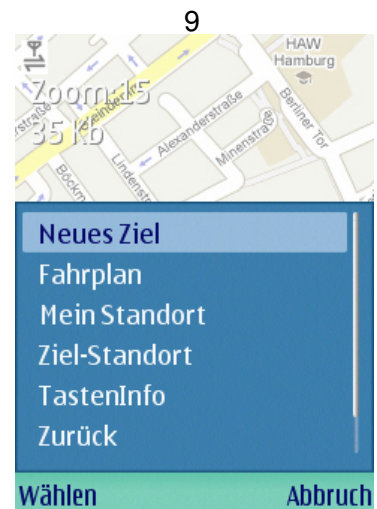 9
HAW
Hamburg
Zoom:15
35 Kb
Alexanderstraße
Minenstraße
Berliner Tor
Böckm
Neues Ziel
Fahrplan
Mein Standort
Ziel-Standort
TastenInfo
Zurück
Wählen Abbruch